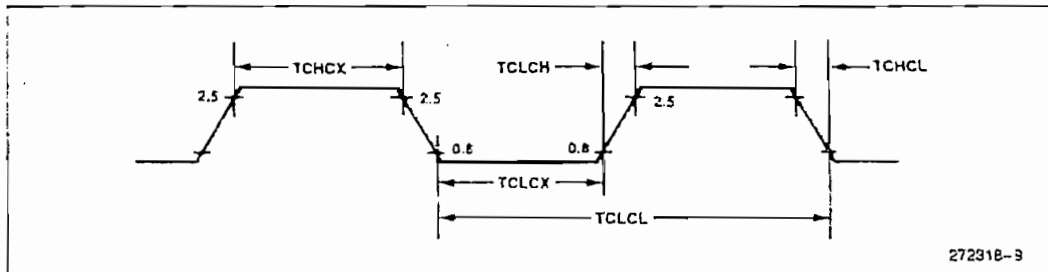 TCHCX TCLCH TCHCL
2.5 2.5 2.5
0.8 0.8
TCLCX
TCLCL
272318-9